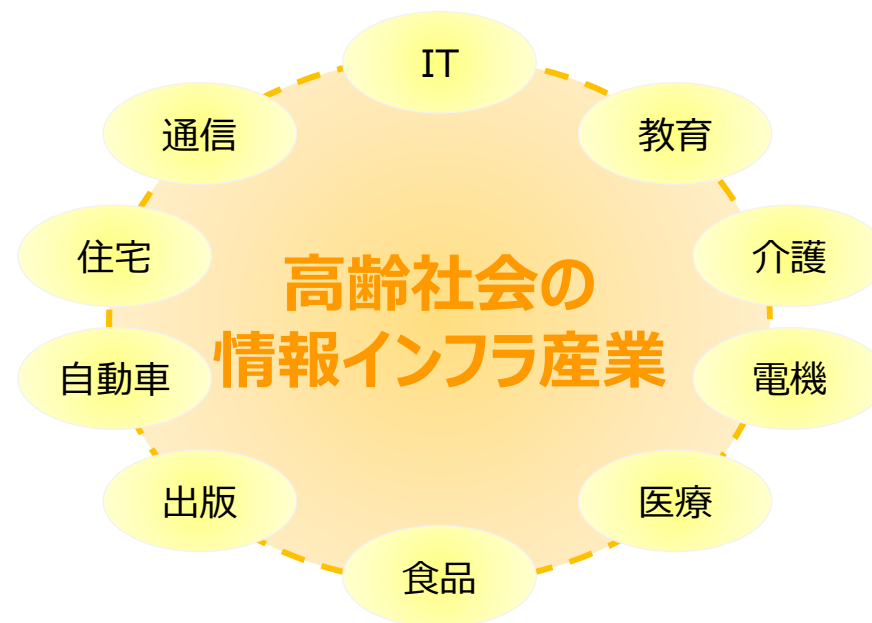 IT
通信
教育
住宅
介護
高齢社会の
情報インフラ産業
自動車
電機
出版
医療
食品